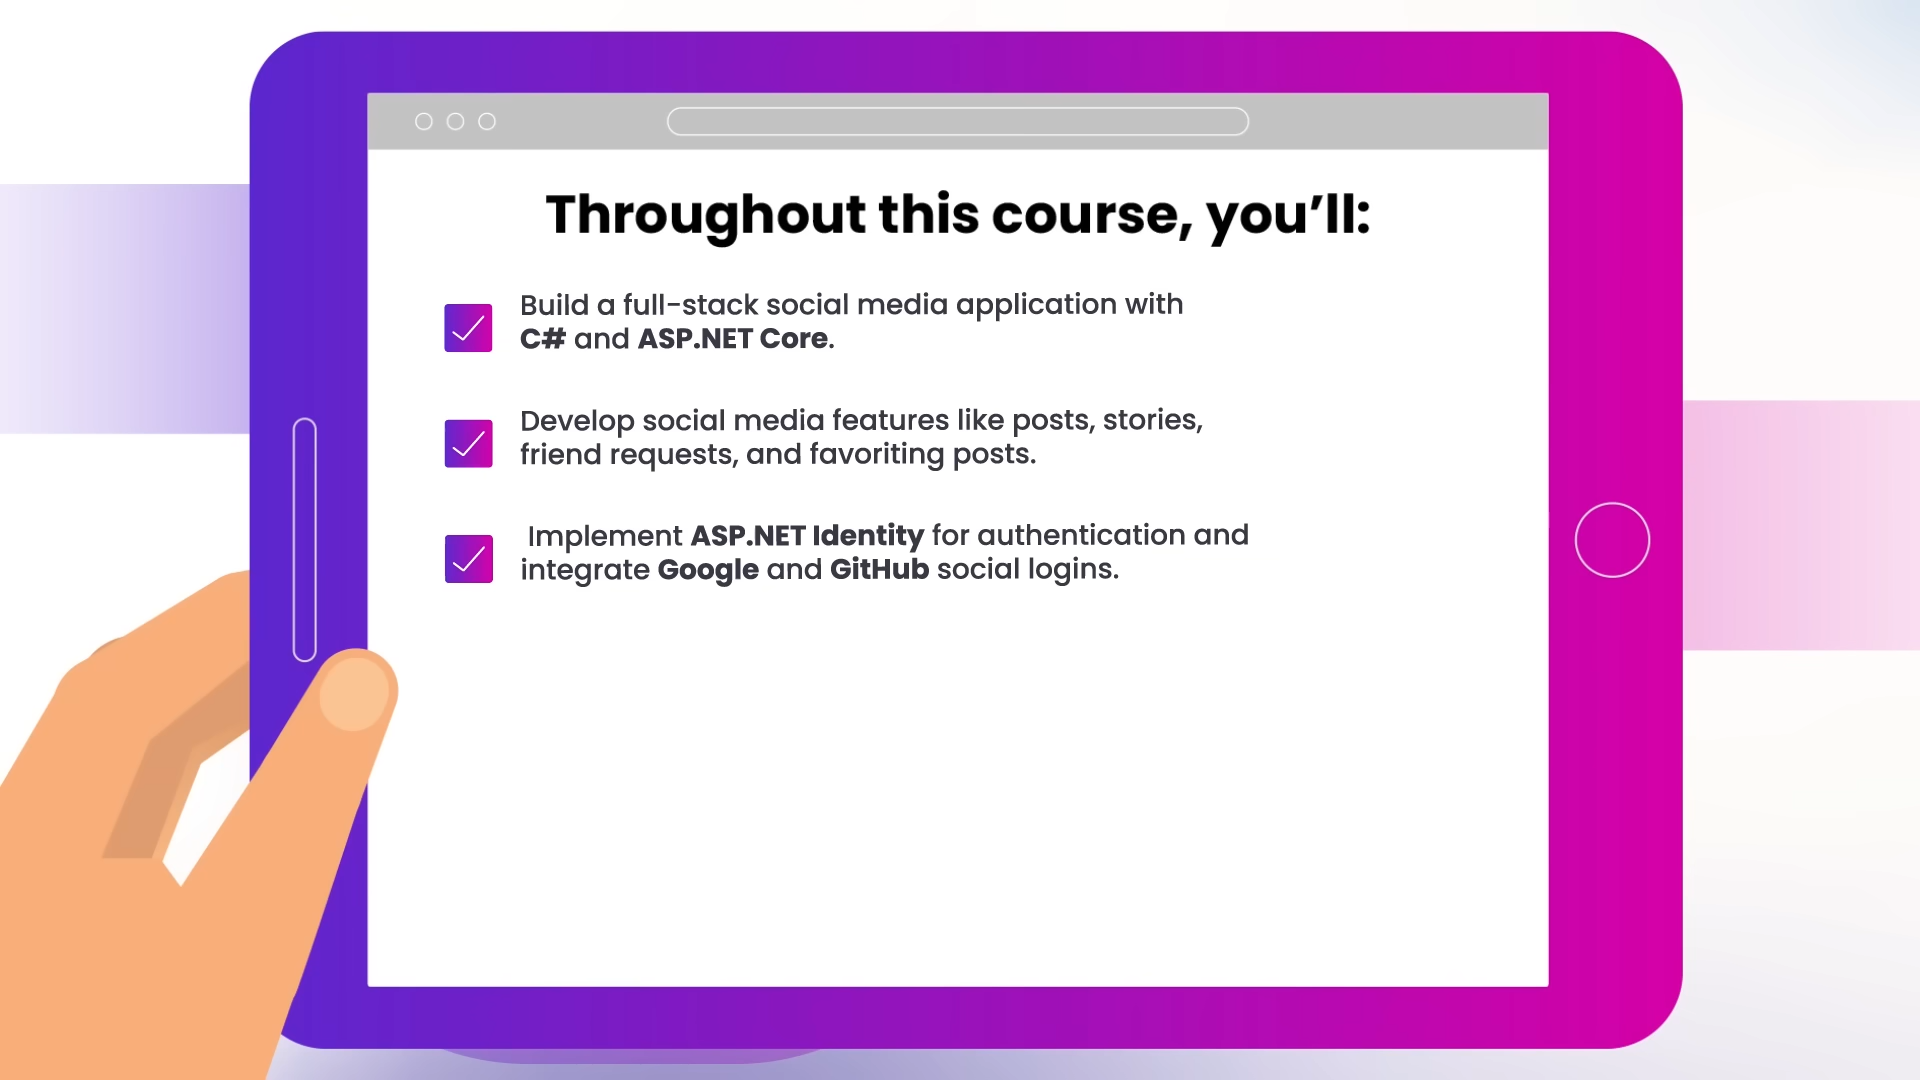 Throughout this course, you’ll:
Build a full-stack social media application with
C# and ASP.NET Core.
Develop social media features like posts, stories,
friend requests, and favoriting posts.
Implement ASP.NET Identity for authentication and
integrate Google and GitHub social logins.